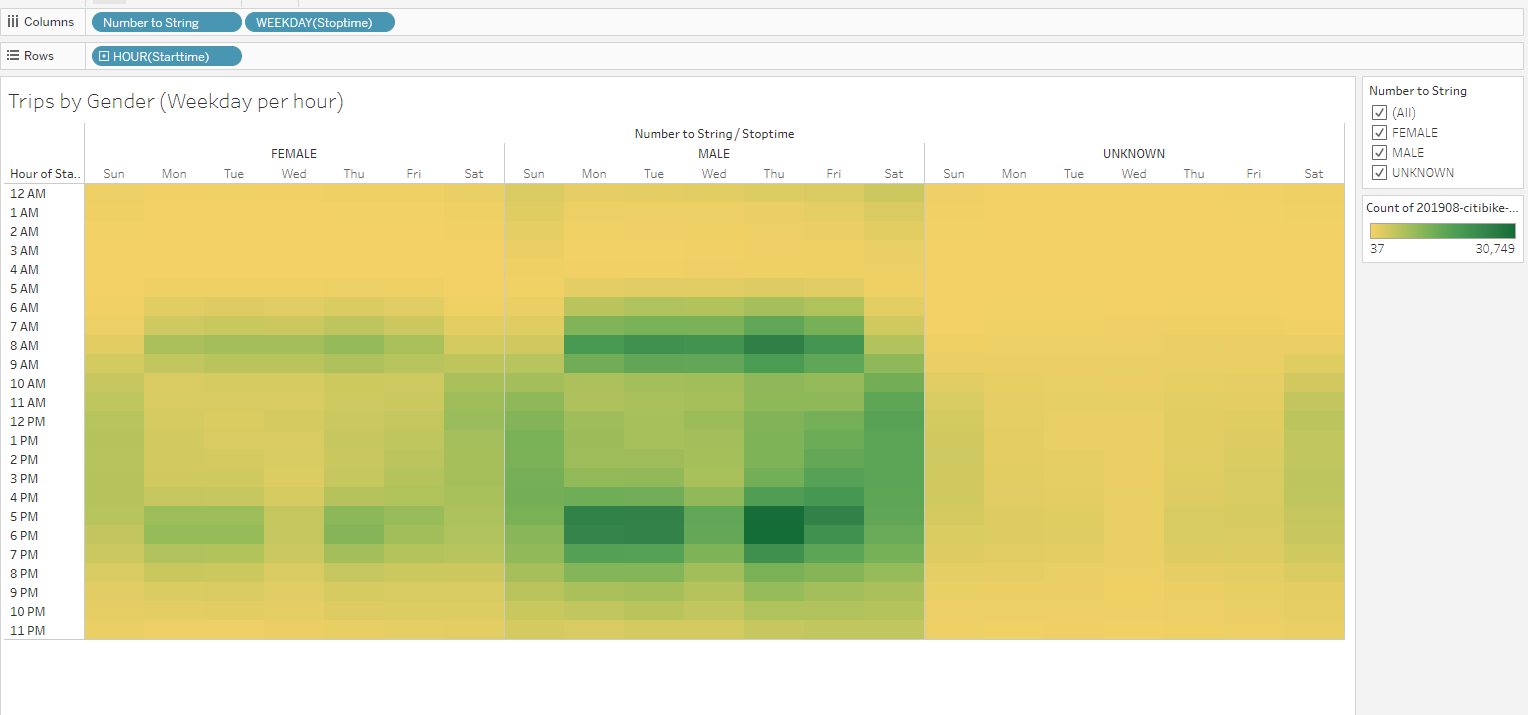 Columns Number to String WEEKDAY(Stoptime)
Rows HOUR(Starttime)
Trips by Gender (Weekday per hour)
Number to String / Stoptime
FEMALE MALE UNKNOWN
Hour of Sta.. Sun Mon Tue Wed Thu Fri Sat Sun Mon Tue Wed Thu Fri Sat Sun Mon Tue Wed Thu Fri Sat
12 AM
1 AM
2 AM
3 AM
4 AM
5 AM
6 AM
7 AM
8 AM
9 AM
10 AM
11 AM
12 PM
1 PM
2 PM
3 PM
4 PM
5 PM
6 PM
7 PM
8 PM
9 PM
10 PM
11 PM
Number to String
(All)
FEMALE
MALE
UNKNOWN
Count of 201908-citibike-...
37 30,749